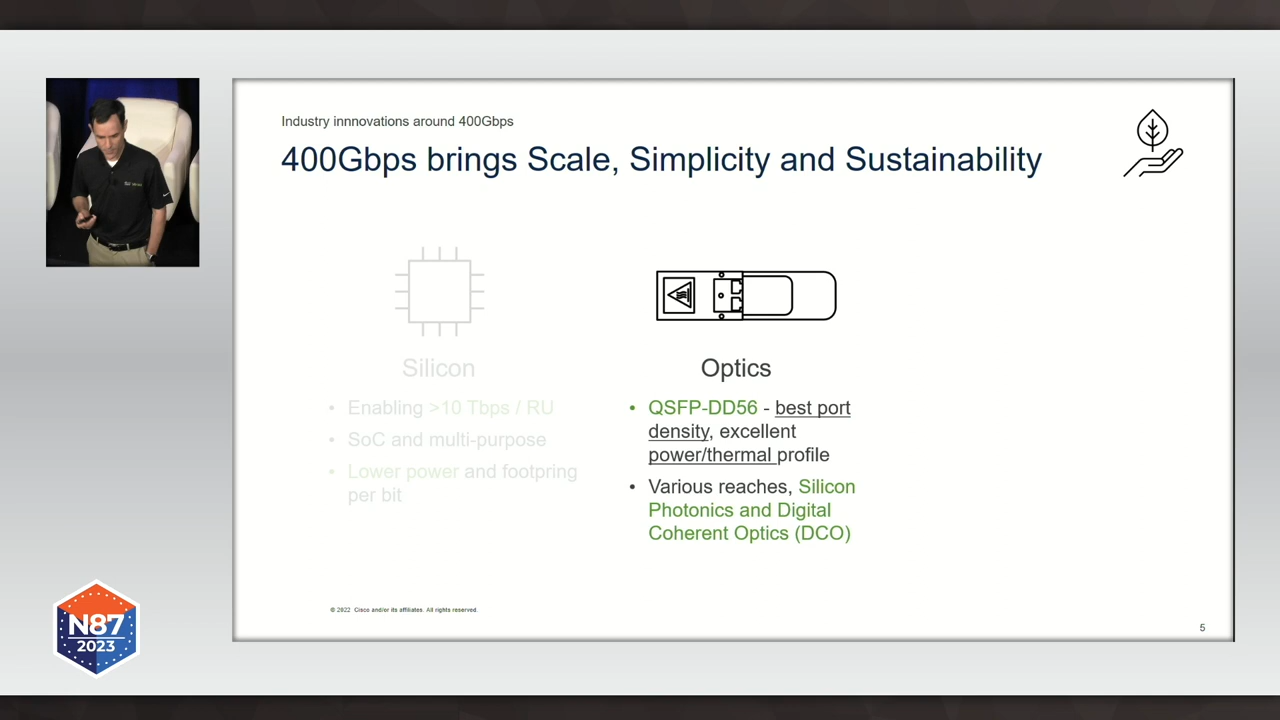 Industry innnovations around 400Gbps
400Gbps brings Scale, Simplicity and Sustainability
Silicon
• Enabling >10 Tbps / RU
• SoC and multi-purpose
• Lower power and footpring
per bit
Optics
• QSFP-DD56 - best port
density, excellent
power/thermal profile
• Various reaches, Silicon
Photonics and Digital
Coherent Optics (DCO)
© 2022 Cisco and/or its affiliates. All rights reserved.
5
N87
2023